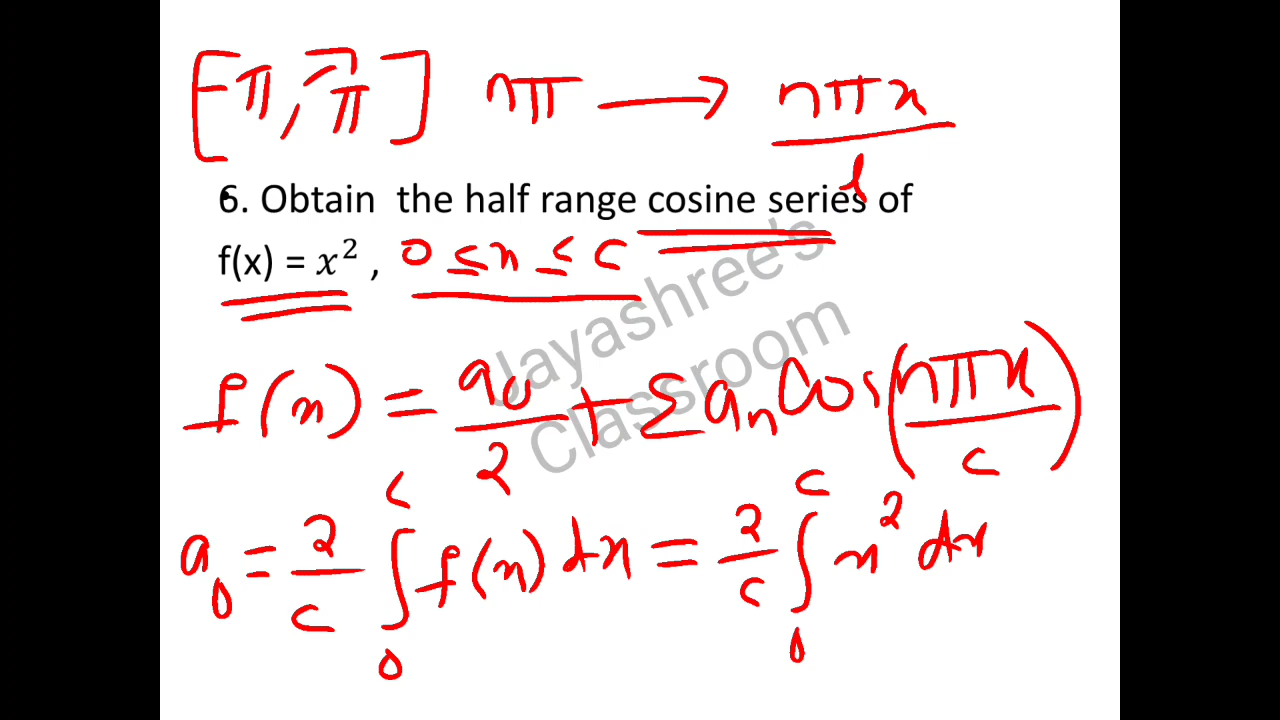 [-π, π] nπ → nπx/l
6. Obtain the half range cosine series of
f(x) = x², 0 ≤ x ≤ c
Jayashree's
Classroom
f(x) = a₀/2 + Σ aₙ Cos(nπx/c)
a₀ = 2/c ∫₀ᶜ f(x) dx = 2/c ∫₀ᶜ x² dx